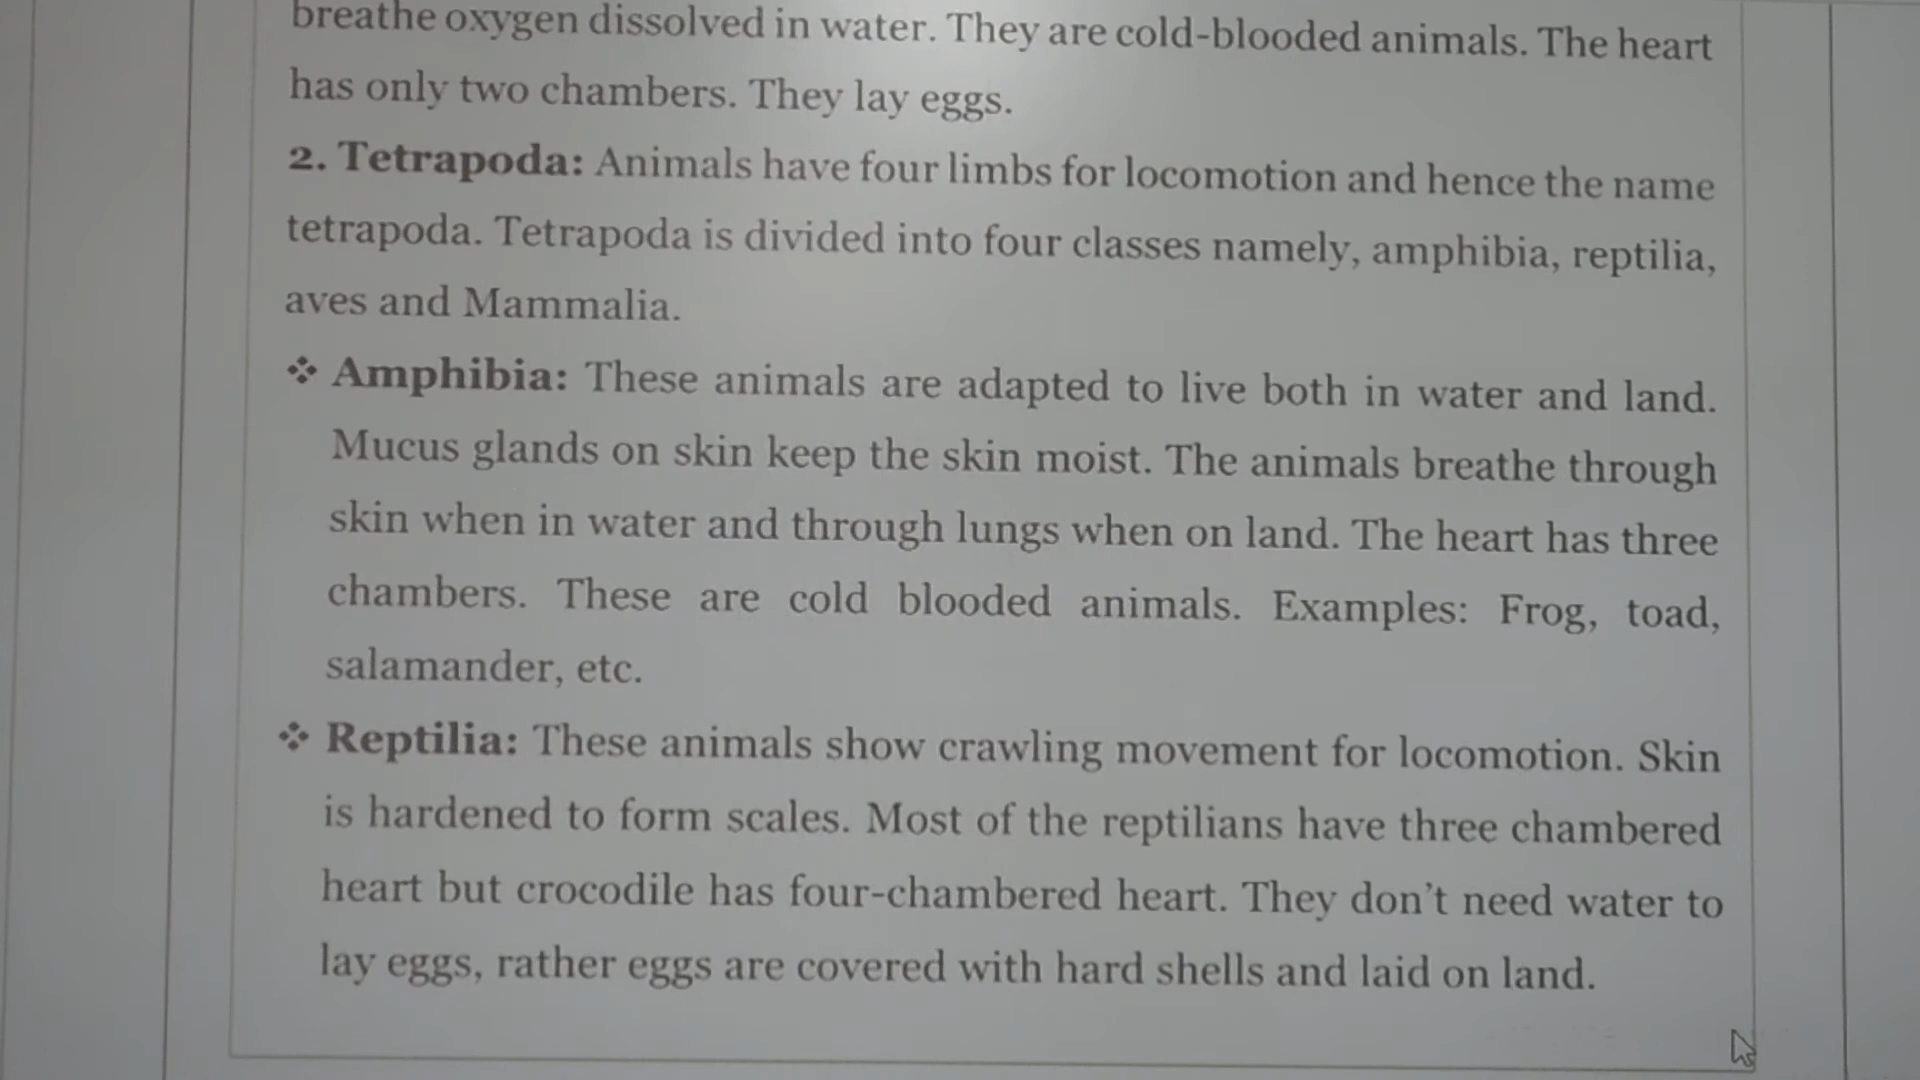 breathe oxygen dissolved in water. They are cold-blooded animals. The heart
has only two chambers. They lay eggs.
2. Tetrapoda: Animals have four limbs for locomotion and hence the name
tetrapoda. Tetrapoda is divided into four classes namely, amphibia, reptilia,
aves and Mammalia.
❖ Amphibia: These animals are adapted to live both in water and land.
Mucus glands on skin keep the skin moist. The animals breathe through
skin when in water and through lungs when on land. The heart has three
chambers. These are cold blooded animals. Examples: Frog, toad,
salamander, etc.
❖ Reptilia: These animals show crawling movement for locomotion. Skin
is hardened to form scales. Most of the reptilians have three chambered
heart but crocodile has four-chambered heart. They don’t need water to
lay eggs, rather eggs are covered with hard shells and laid on land.